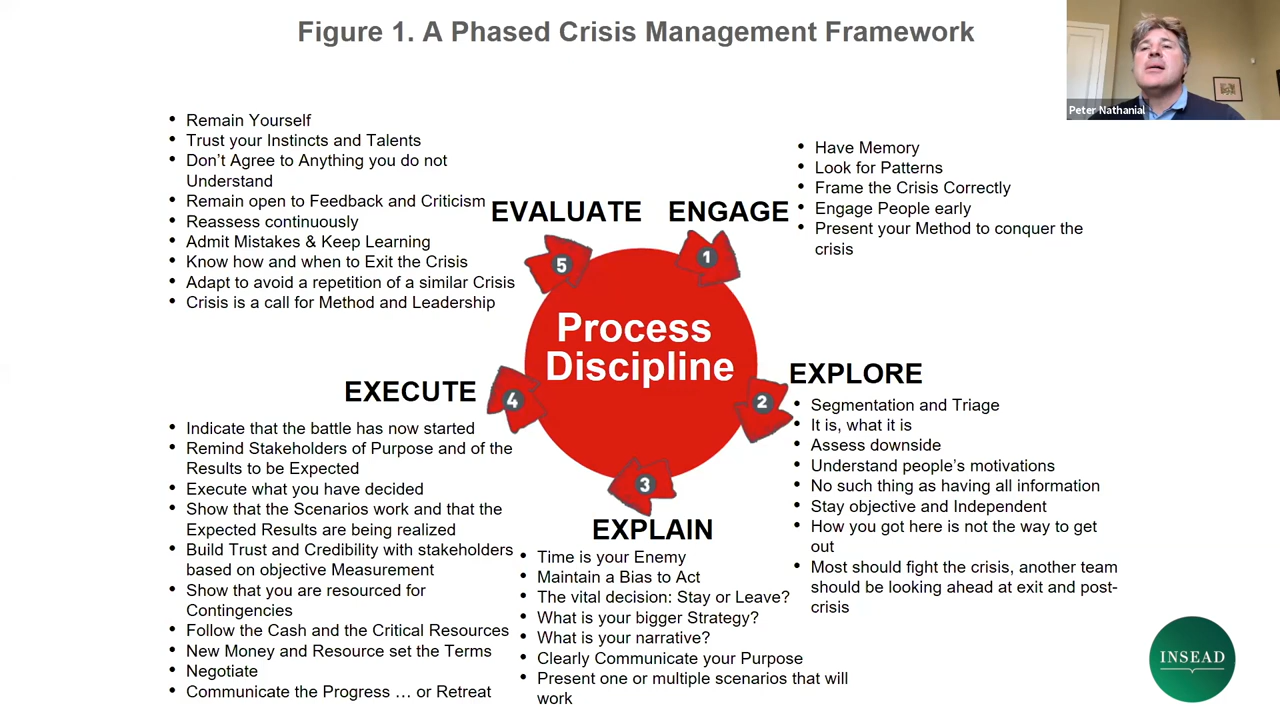 Figure 1. A Phased Crisis Management Framework
Peter Nathanial
EVALUATE
• Remain Yourself
• Trust your Instincts and Talents
• Don’t Agree to Anything you do not
Understand
• Remain open to Feedback and Criticism
• Reassess continuously
• Admit Mistakes & Keep Learning
• Know how and when to Exit the Crisis
• Adapt to avoid a repetition of a similar Crisis
• Crisis is a call for Method and Leadership
ENGAGE
• Have Memory
• Look for Patterns
• Frame the Crisis Correctly
• Engage People early
• Present your Method to conquer the
crisis
5
1
Process
Discipline
4
2
3
EXPLORE
• Segmentation and Triage
• It is, what it is
• Assess downside
• Understand people’s motivations
• No such thing as having all information
• Stay objective and Independent
• How you got here is not the way to get
out
• Most should fight the crisis, another team
should be looking ahead at exit and post-
crisis
EXECUTE
• Indicate that the battle has now started
• Remind Stakeholders of Purpose and of the
Results to be Expected
• Execute what you have decided
• Show that the Scenarios work and that the
Expected Results are being realized
• Build Trust and Credibility with stakeholders
based on objective Measurement
• Show that you are resourced for
Contingencies
• Follow the Cash and the Critical Resources
• New Money and Resource set the Terms
• Negotiate
• Communicate the Progress … or Retreat
EXPLAIN
• Time is your Enemy
• Maintain a Bias to Act
• The vital decision: Stay or Leave?
• What is your bigger Strategy?
• What is your narrative?
• Clearly Communicate your Purpose
• Present one or multiple scenarios that will
work
INSEAD